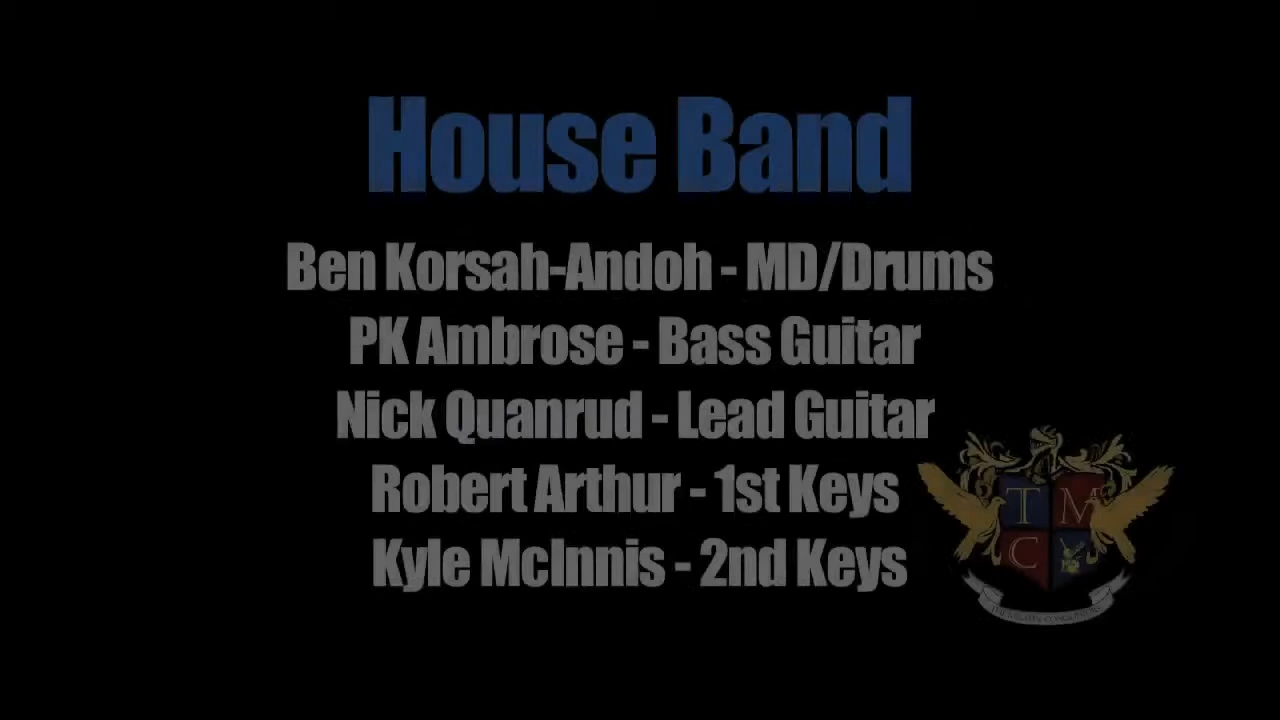 House Band
Ben Korsah-Andoh - MD/Drums
PK Ambrose - Bass Guitar
Nick Quanrud - Lead Guitar
Robert Arthur - 1st Keys
Kyle McInnis - 2nd Keys
T M
C